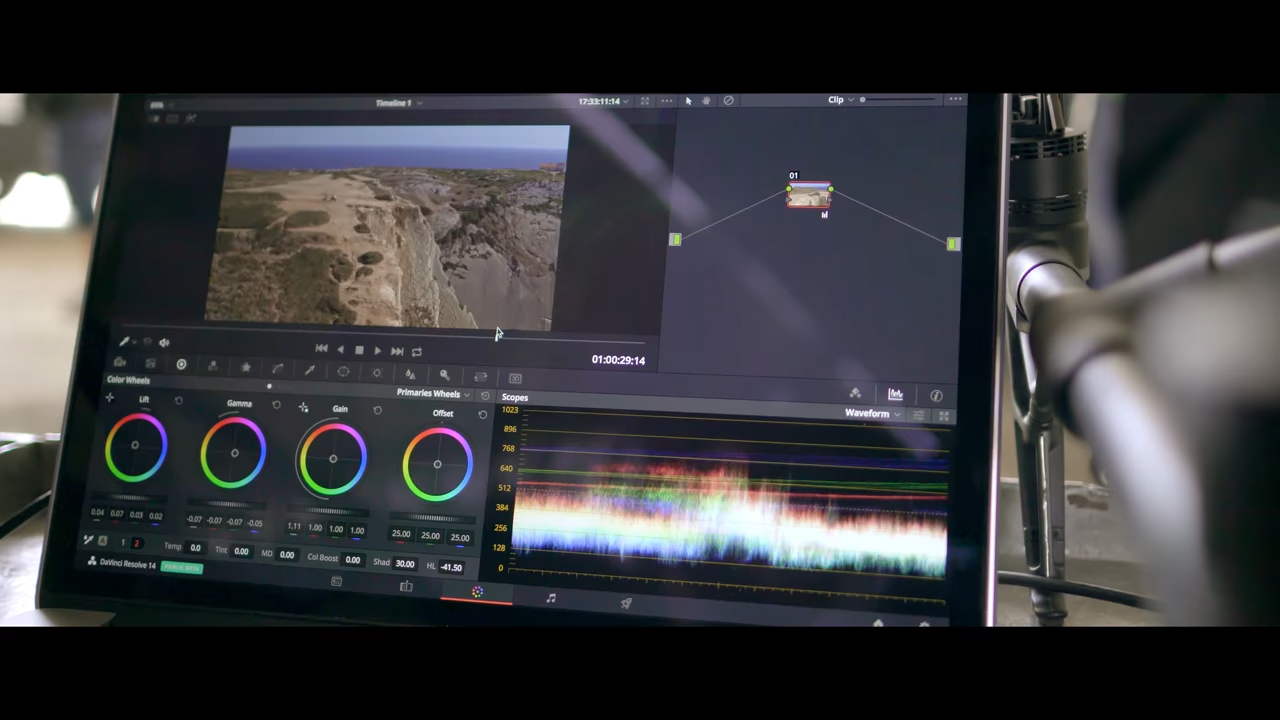 Timeline 1
17:33:11:14
Clip
01
01:00:29:14
Color Wheels
Primaries Wheels
Scopes
Waveform
Lift
Gamma
Gain
Offset
1023
896
768
640
512
384
256
128
0
0.04 0.07 0.03 0.02
-0.07 -0.07 -0.07 -0.05
1.11 1.00 1.00 1.00
25.00 25.00 25.00
A 1 2 Temp 0.0 Tint 0.00 MD 0.00 Col Boost 0.00 Shad 30.00 HL -41.50
DaVinci Resolve 14 PUBLIC BETA